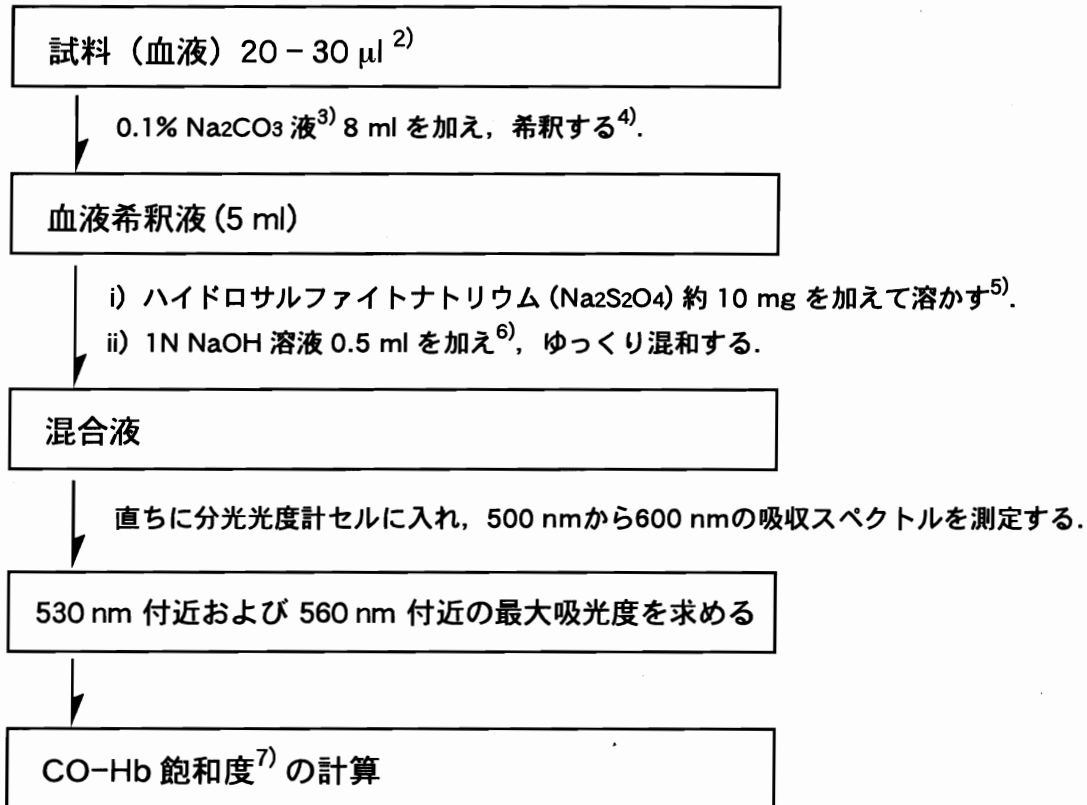 試料（血液）20 – 30 μl 2)
0.1% Na2CO3 液3) 8 ml を加え，希釈する4).
血液希釈液 (5 ml)
i) ハイドロサルファイトナトリウム (Na2S2O4) 約 10 mg を加えて溶かす5).
ii) 1N NaOH 溶液 0.5 ml を加え6)，ゆっくり混和する.
混合液
直ちに分光光度計セルに入れ，500 nmから600 nmの吸収スペクトルを測定する.
530 nm 付近および 560 nm 付近の最大吸光度を求める
CO−Hb 飽和度7) の計算